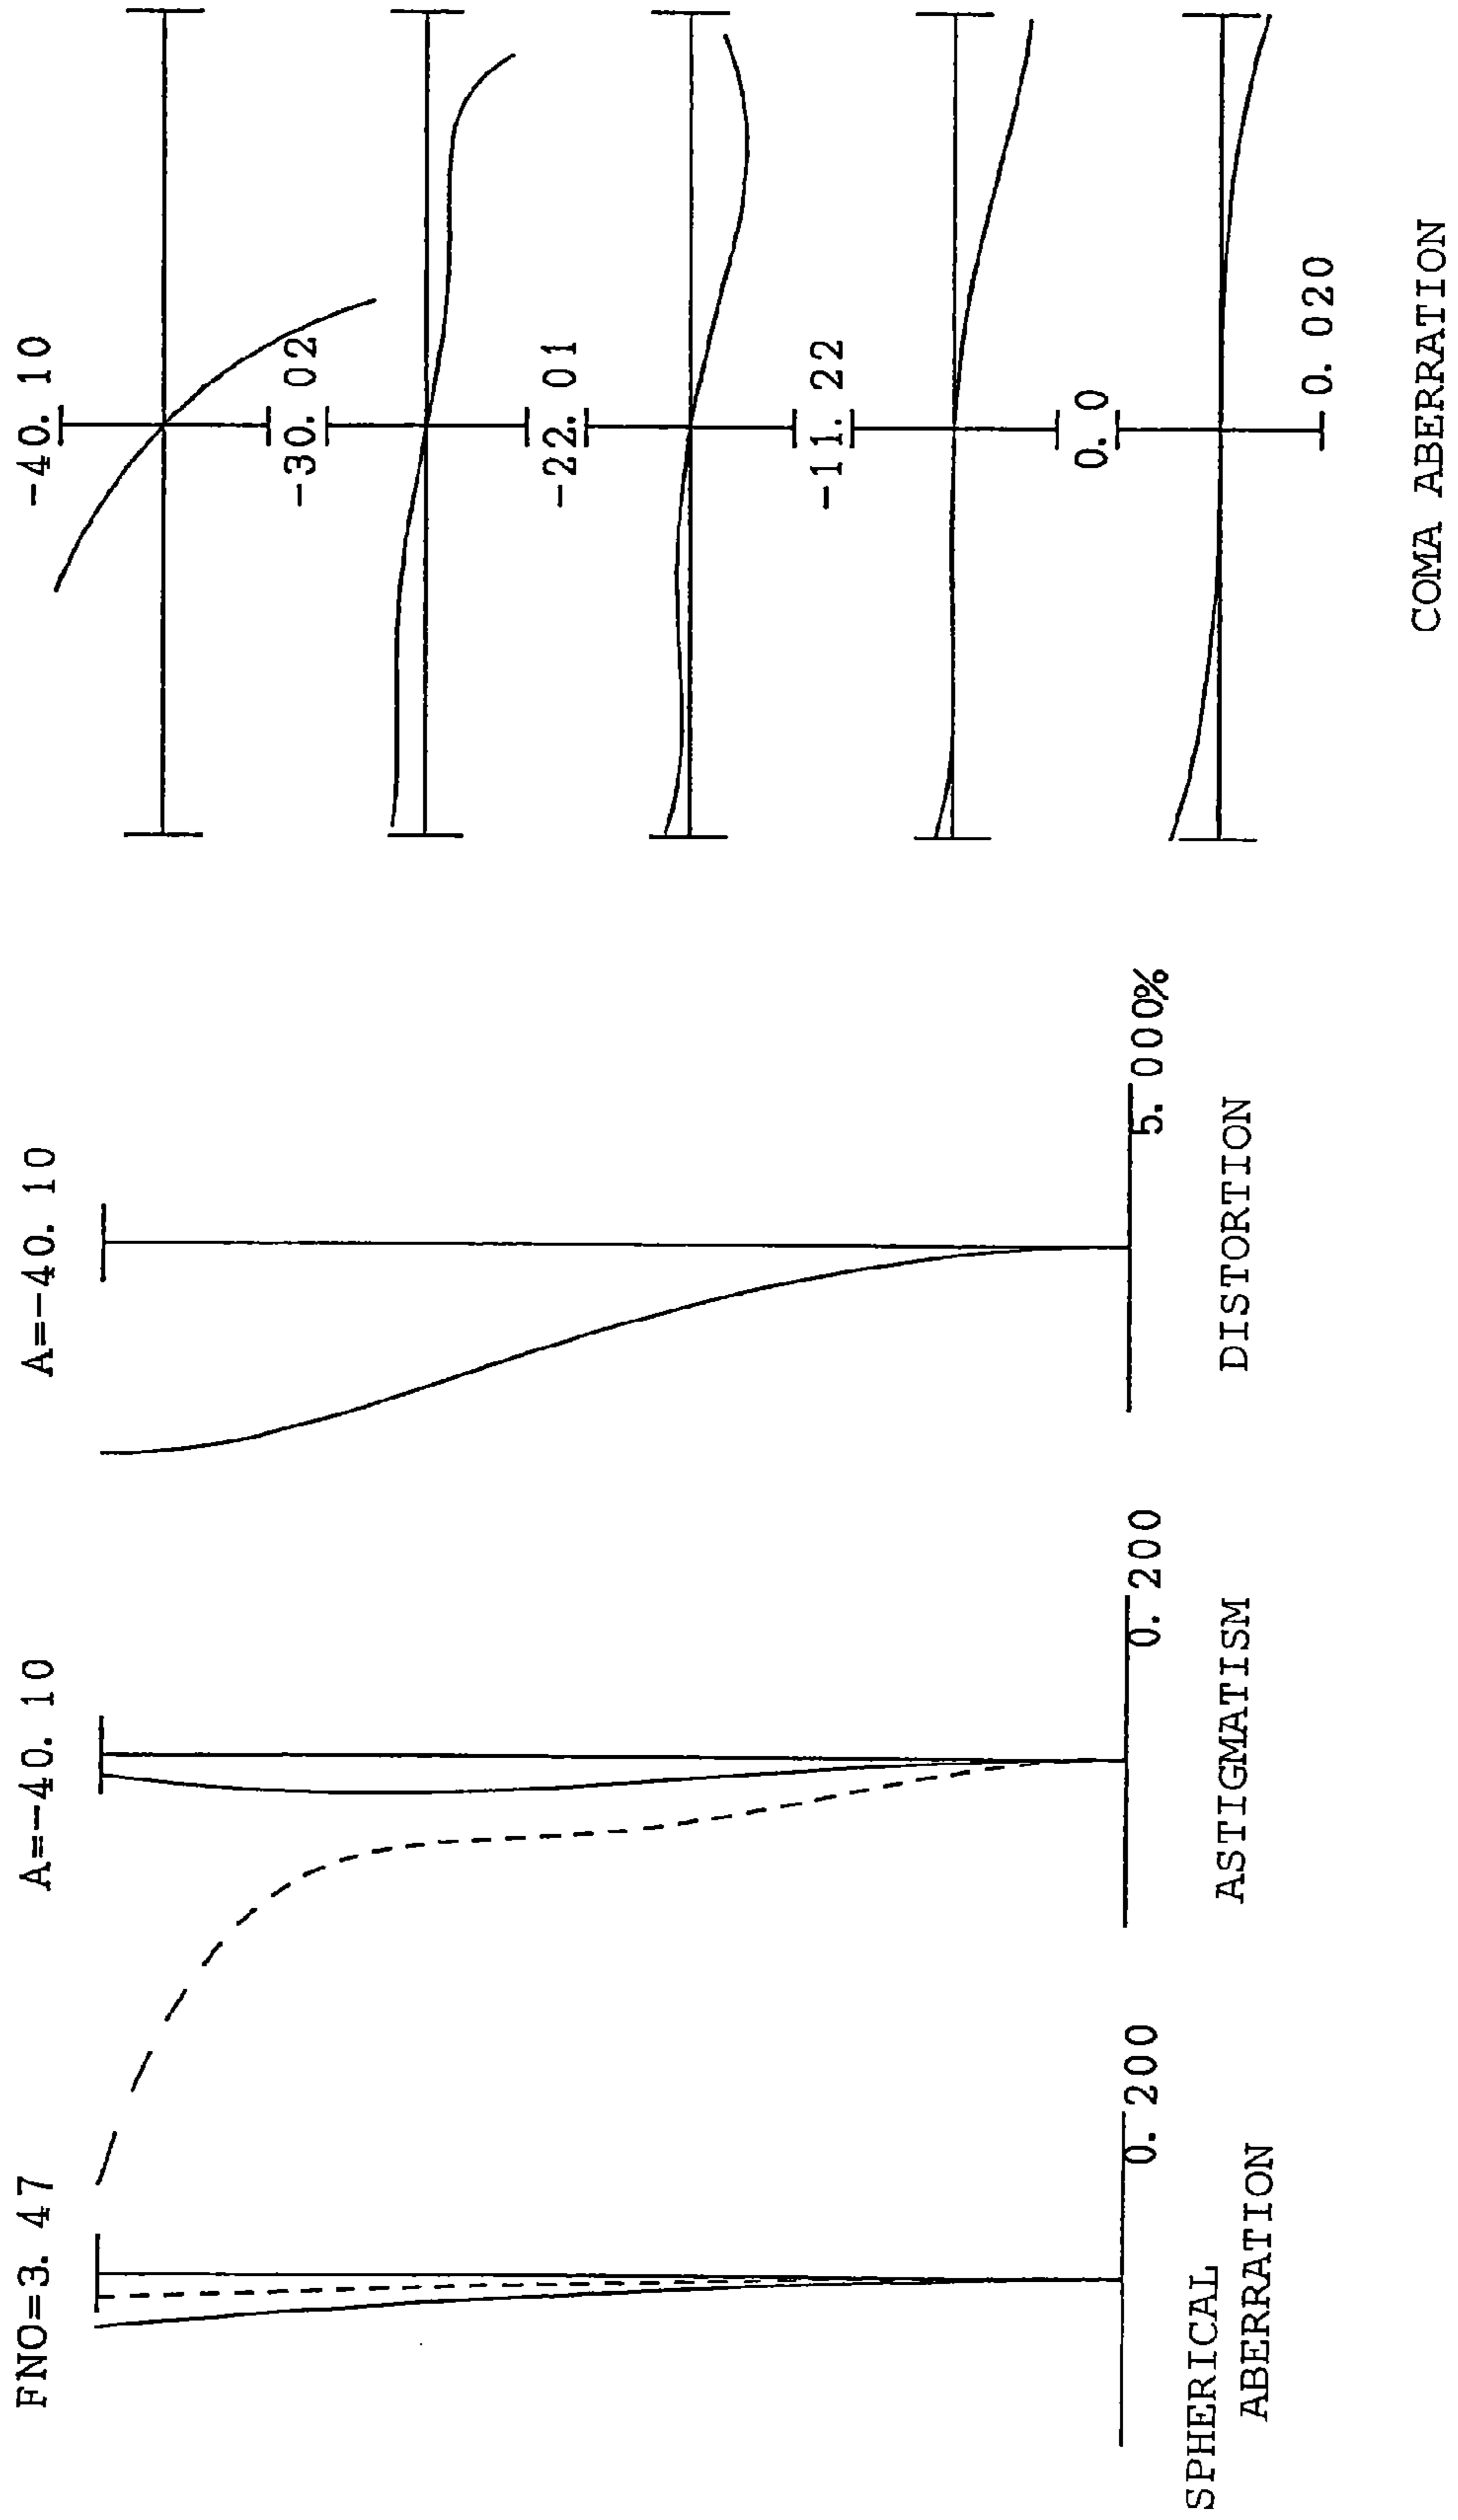 FNO=3. 47
0. 200
SPHERICAL
ABERRATION
A=-40. 10
0. 200
ASTIGMATISM
A=-40. 10
5. 000%
DISTORTION
-40. 10
-30. 02
-22. 01
-11. 22
0. 0
0. 020
COMA ABERRATION